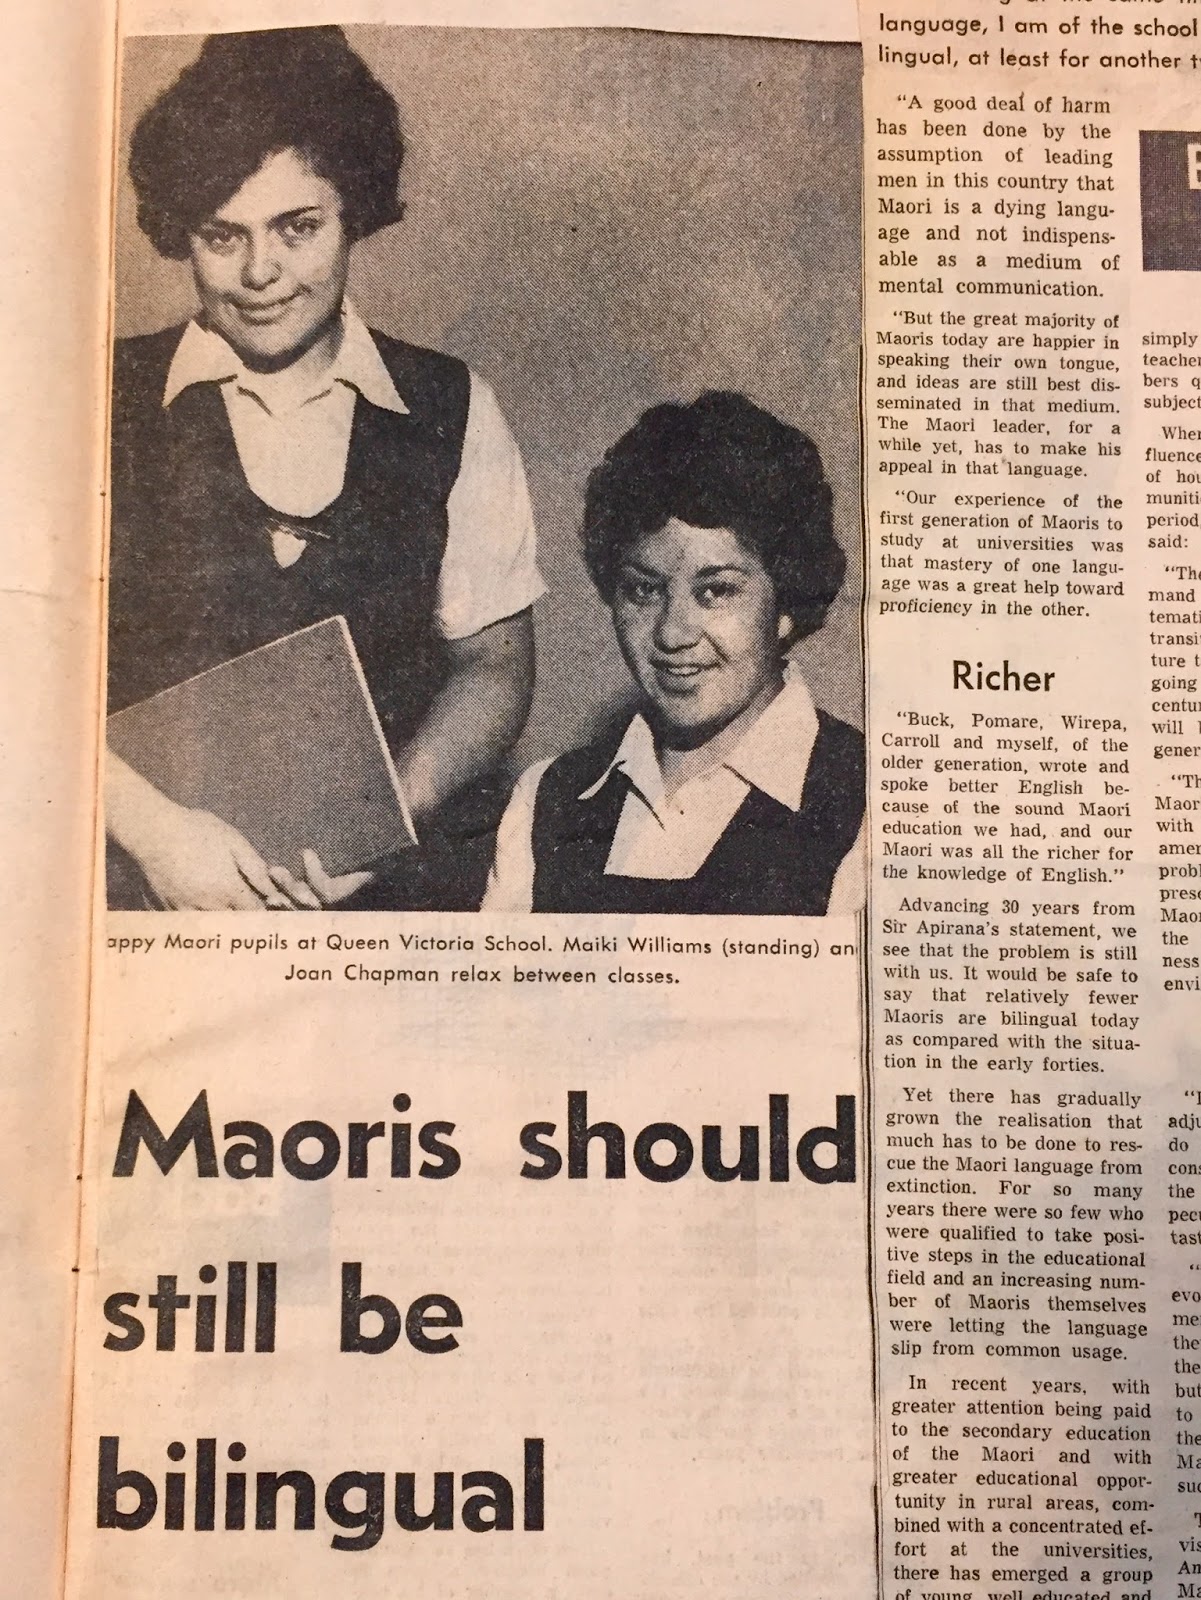 appy Maori pupils at Queen Victoria School. Maiki Williams (standing) an
Joan Chapman relax between classes.
Maoris should
still be
bilingual
language, I am of the school
lingual, at least for another
"A good deal of harm
has been done by the
assumption of leading
men in this country that
Maori is a dying langu-
age and not indispens-
able as a medium of
mental communication.
"But the great majority of
Maoris today are happier in
speaking their own tongue,
and ideas are still best dis-
seminated in that medium.
The Maori leader, for a
while yet, has to make his
appeal in that language.
"Our experience of the
first generation of Maoris to
study at universities was
that mastery of one langu-
age was a great help toward
proficiency in the other.
Richer
"Buck, Pomare, Wirepa,
Carroll and myself, of the
older generation, wrote and
spoke better English be-
cause of the sound Maori
education we had, and our
Maori was all the richer for
the knowledge of English."
Advancing 30 years from
Sir Apirana's statement, we
see that the problem is still
with us. It would be safe to
say that relatively fewer
Maoris are bilingual today
as compared with the situa-
tion in the early forties.
Yet there has gradually
grown the realisation that
much has to be done to res-
cue the Maori language from
extinction. For so many
years there were so few who
were qualified to take posi-
tive steps in the educational
field and an increasing num-
ber of Maoris themselves
were letting the language
slip from common usage.
In recent years, with
greater attention being paid
to the secondary education
of the Maori and with
greater educational oppor-
tunity in rural areas, com-
bined with a concentrated ef-
fort at the universities,
there has emerged a group
of young, well educated and
simply
teacher
bers q
subject
When
fluence
of hou
muniti
period
said:
"The
mand
temati
transi
ture t
going
centu
will
gener
"Th
Maor
with
amer
probl
prese
Maor
the
ness
envi
adju
do
cons
the
pecu
tast
evo
me
the
the
but
to
the
Ma
suc
vis
An
Ma